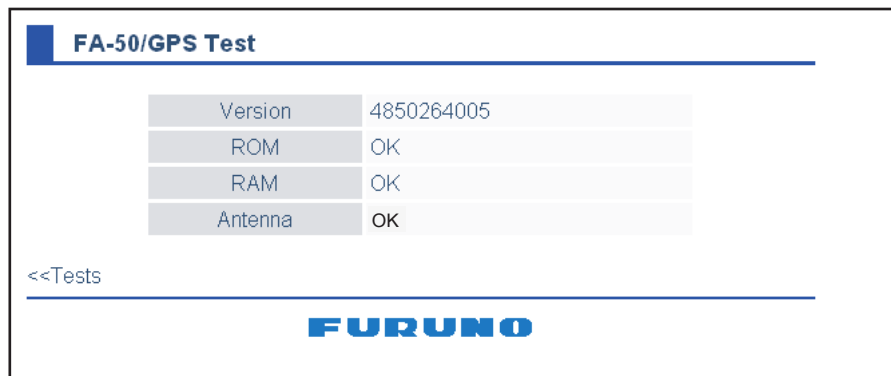 FA-50/GPS Test
Version 4850264005
ROM OK
RAM OK
Antenna OK
<<Tests
FURUNO